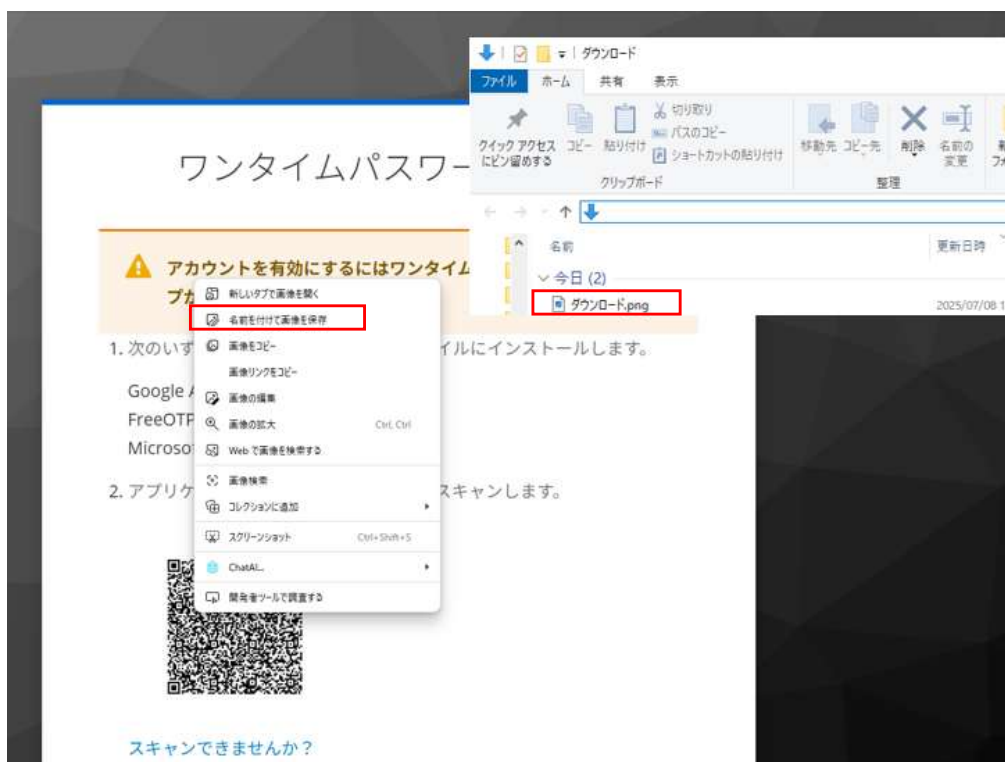 ダウンロード
ファイル ホーム 共有 表示
クイック アクセス
にピン留めする
コピー
貼り付け
切り取り
パスのコピー
ショートカットの貼り付け
移動先 コピー先 削除 名前の
変更
クリップボード
整理
名前
更新日時
今日 (2)
ダウンロード.png
2025/07/08 1
ワンタイムパスワー
アカウントを有効にするにはワンタイム
新しいタブで画像を開く
名前を付けて画像を保存
画像をコピー
画像リンクをコピー
画像の編集
画像の拡大 Ctrl, Ctrl
Web で画像を検索する
画像検索
コレクションに追加
スクリーンショット Ctrl+Shift+S
ChatAI...
開発者ツールで調査する
1. 次のいず
イルにインストールします。
Google A
FreeOTP
Microso
2. アプリケ
スキャンします。
スキャンできませんか？